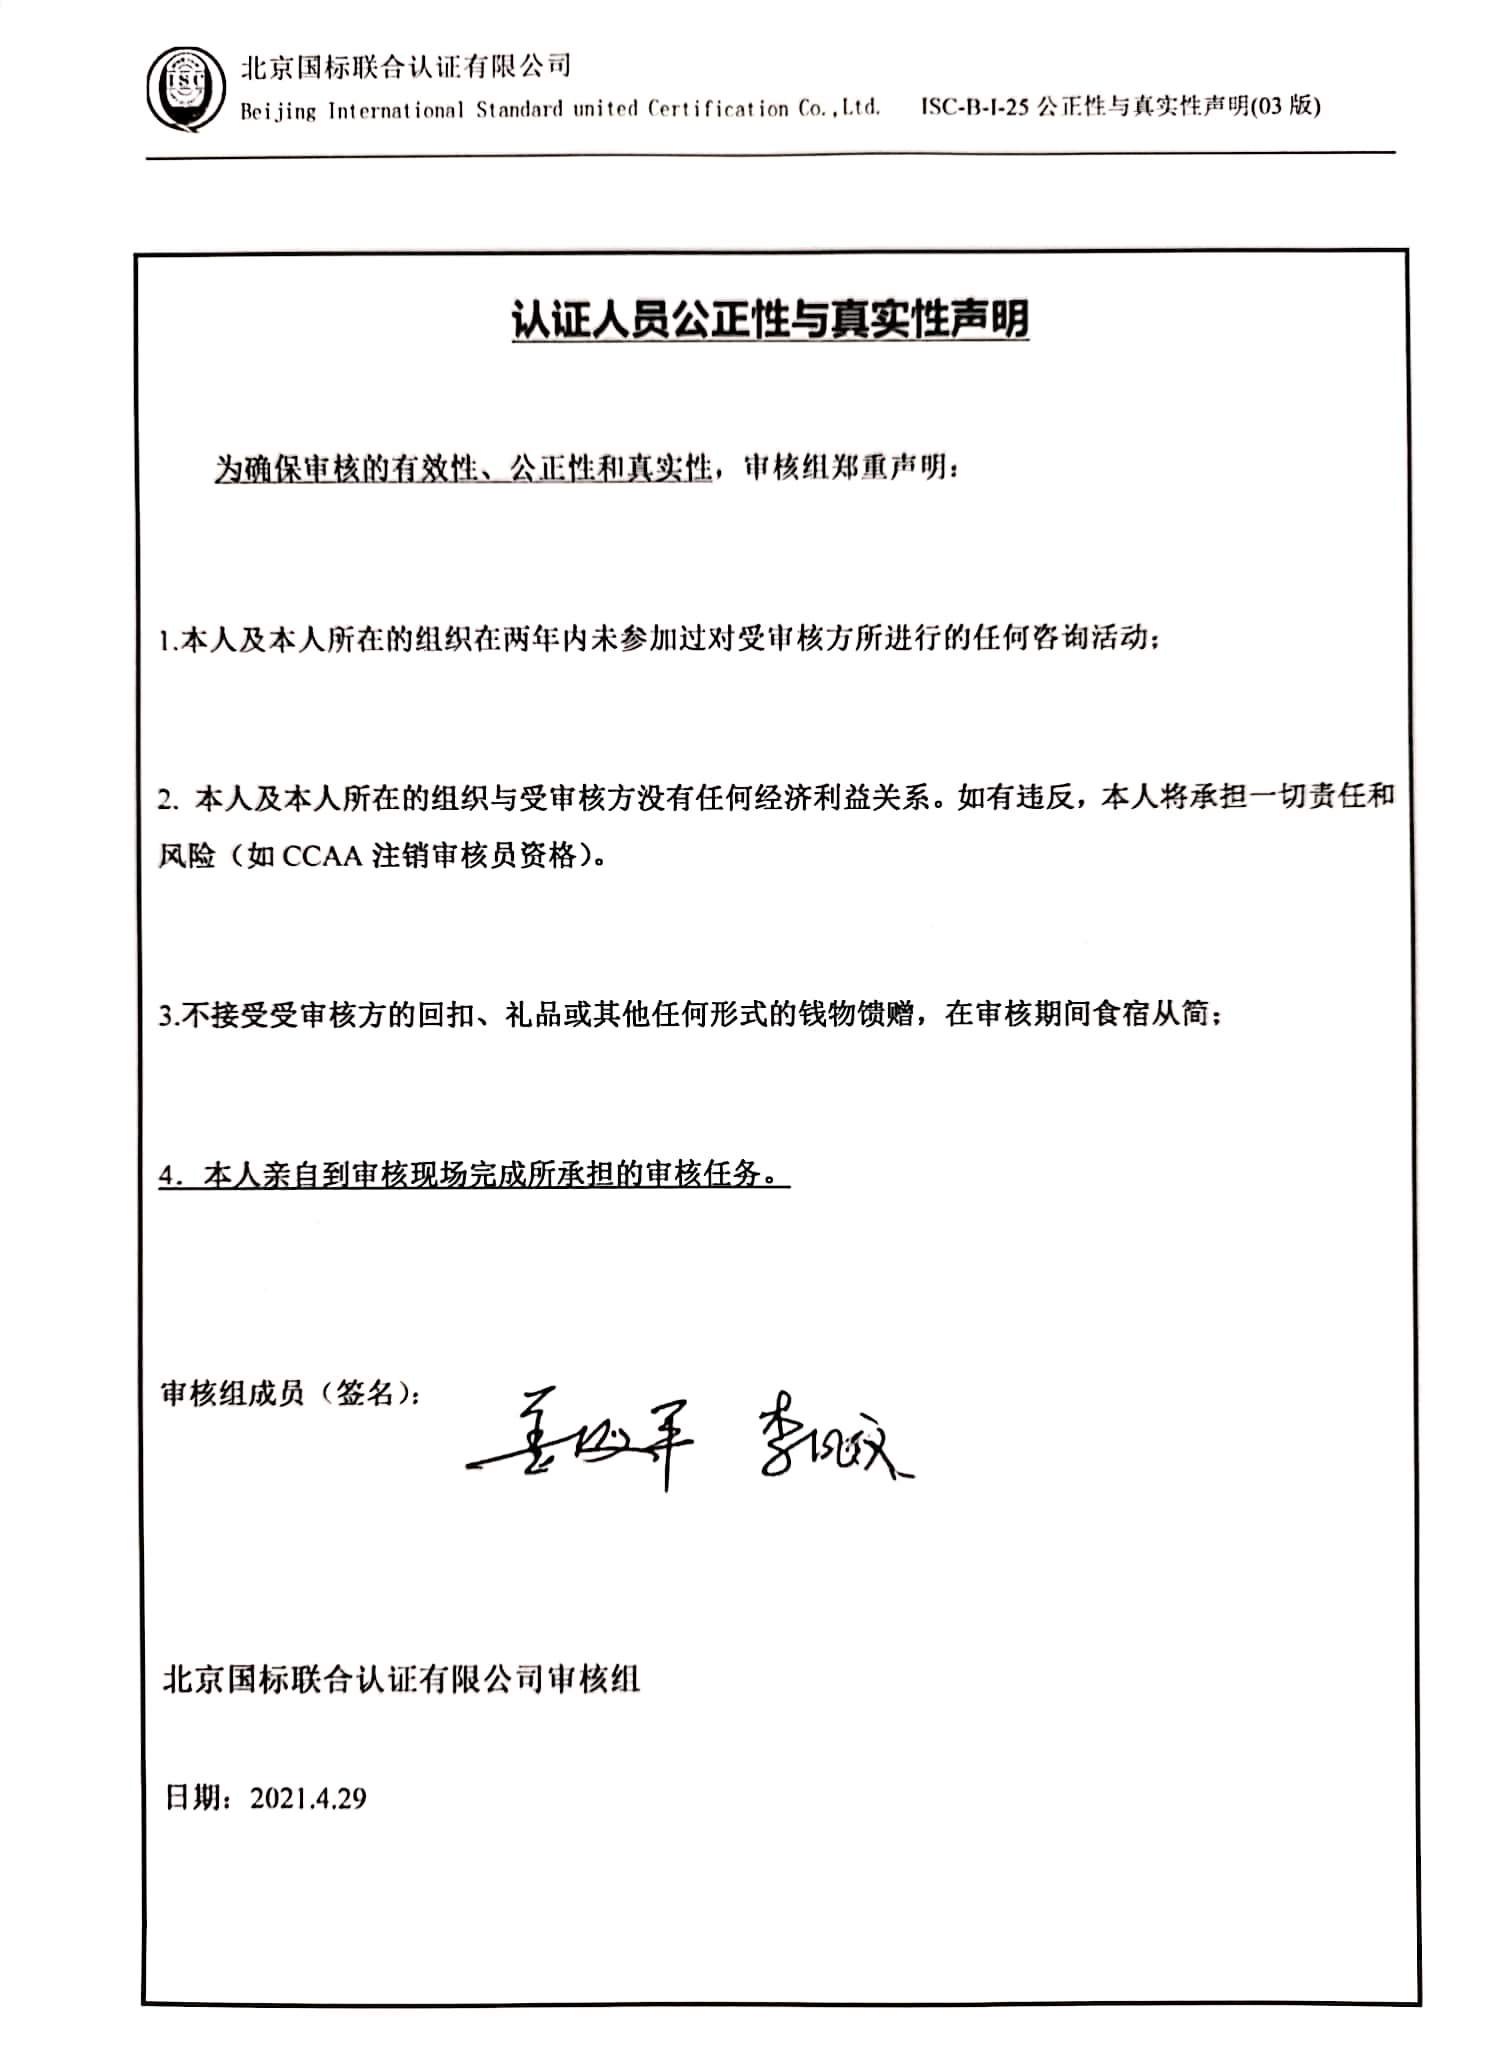 ISC
北京国标联合认证有限公司
Beijing International Standard united Certification Co.,Ltd. ISC-B-I-25 公正性与真实性声明(03 版)
认证人员公正性与真实性声明
为确保审核的有效性、公正性和真实性，审核组郑重声明：
1.本人及本人所在的组织在两年内未参加过对受审核方所进行的任何咨询活动；
2. 本人及本人所在的组织与受审核方没有任何经济利益关系。如有违反，本人将承担一切责任和
风险（如 CCAA 注销审核员资格）。
3.不接受受审核方的回扣、礼品或其他任何形式的钱物馈赠，在审核期间食宿从简；
4．本人亲自到审核现场完成所承担的审核任务。
审核组成员（签名）：
北京国标联合认证有限公司审核组
日期：2021.4.29